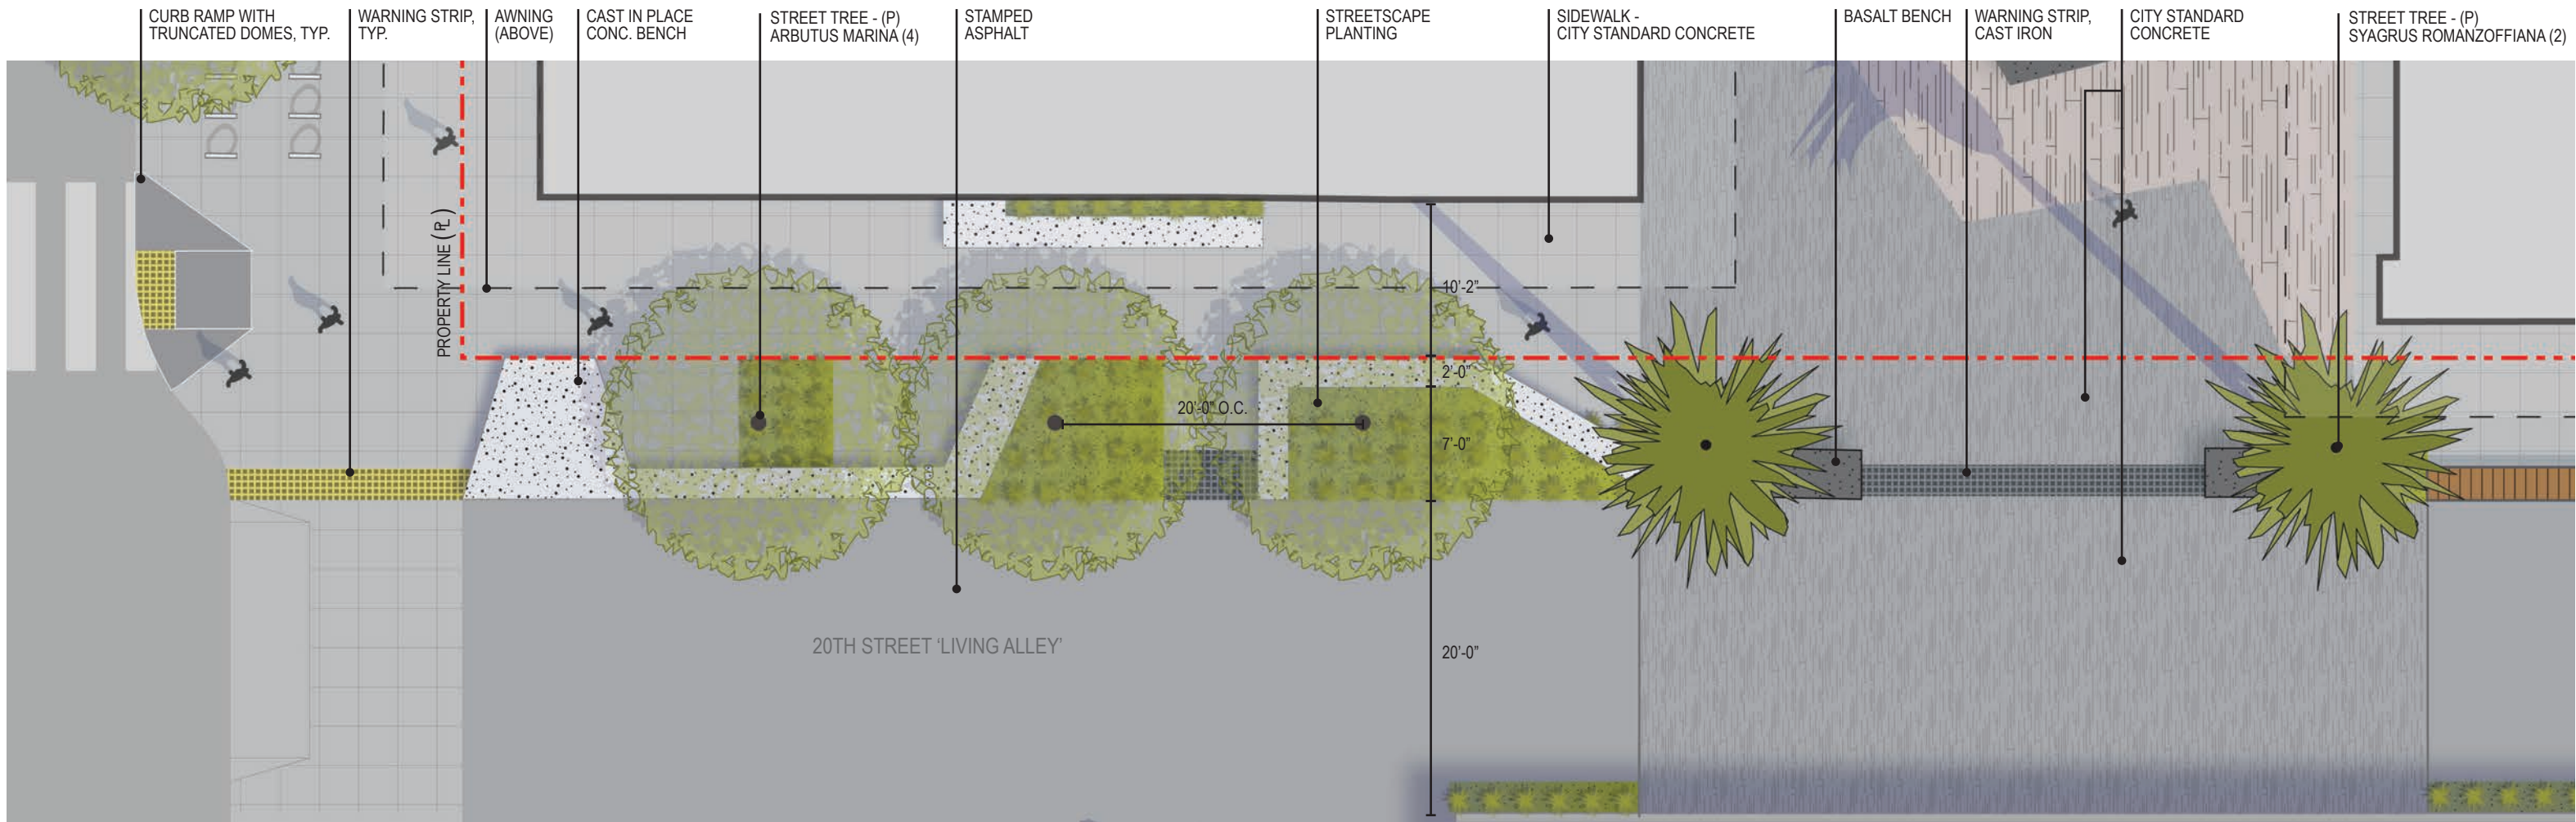 CURB RAMP WITH
TRUNCATED DOMES, TYP.
WARNING STRIP,
TYP.
AWNING
(ABOVE)
CAST IN PLACE
CONC. BENCH
STREET TREE - (P)
ARBUTUS MARINA (4)
STAMPED
ASPHALT
STREETSCAPE
PLANTING
SIDEWALK -
CITY STANDARD CONCRETE
BASALT BENCH
WARNING STRIP,
CAST IRON
CITY STANDARD
CONCRETE
STREET TREE - (P)
SYAGRUS ROMANZOFFIANA (2)
PROPERTY LINE (PL)
10'-2"
2'-0"
20'-0" O.C.
7'-0"
20TH STREET 'LIVING ALLEY'
20'-0"